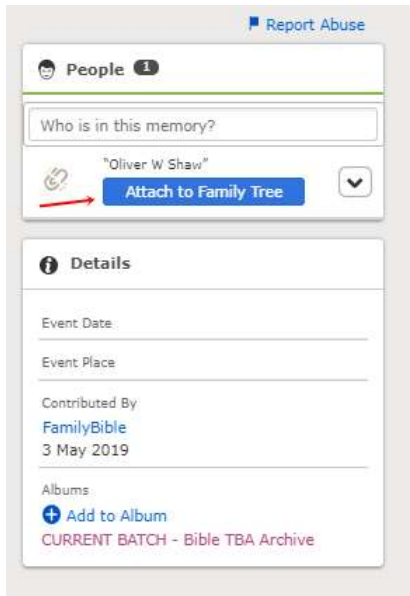 Report Abuse
People 1
Who is in this memory?
"Oliver W Shaw"
Attach to Family Tree
Details
Event Date
Event Place
Contributed By
FamilyBible
3 May 2019
Albums
Add to Album
CURRENT BATCH - Bible TBA Archive